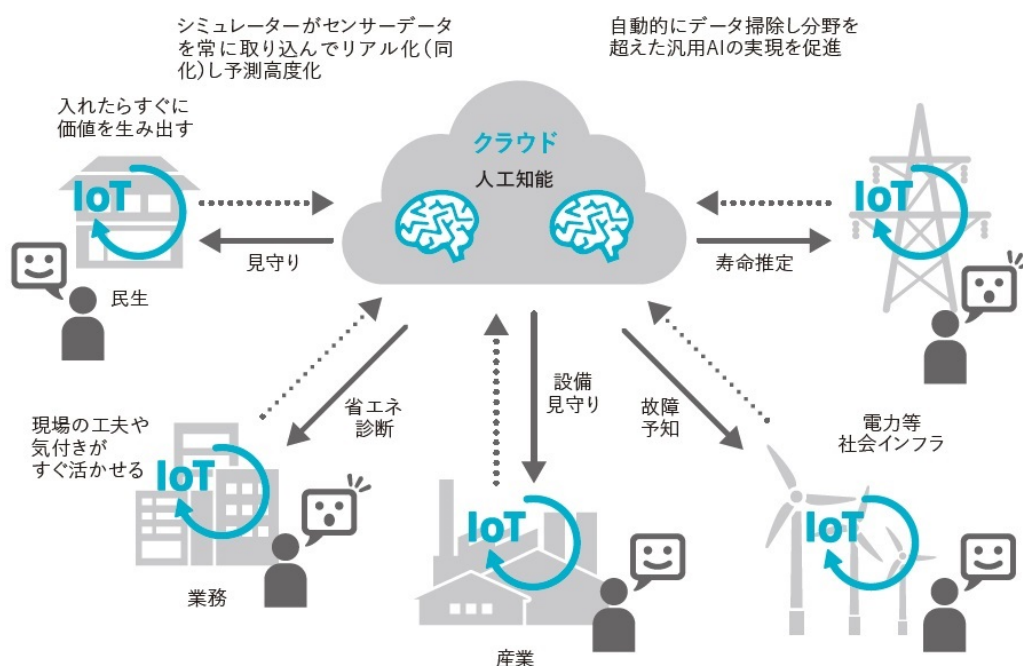 シミュレーターがセンサーデータ
を常に取り込んでリアル化（同
化）し予測高度化
自動的にデータ掃除し分野を
超えた汎用AIの実現を促進
入れたらすぐに
価値を生み出す
クラウド
人工知能
IoT
IoT
見守り
寿命推定
民生
現場の工夫や
気付きが
すぐ活かせる
省エネ
診断
設備
見守り
故障
予知
電力等
社会インフラ
IoT
IoT
IoT
業務
産業